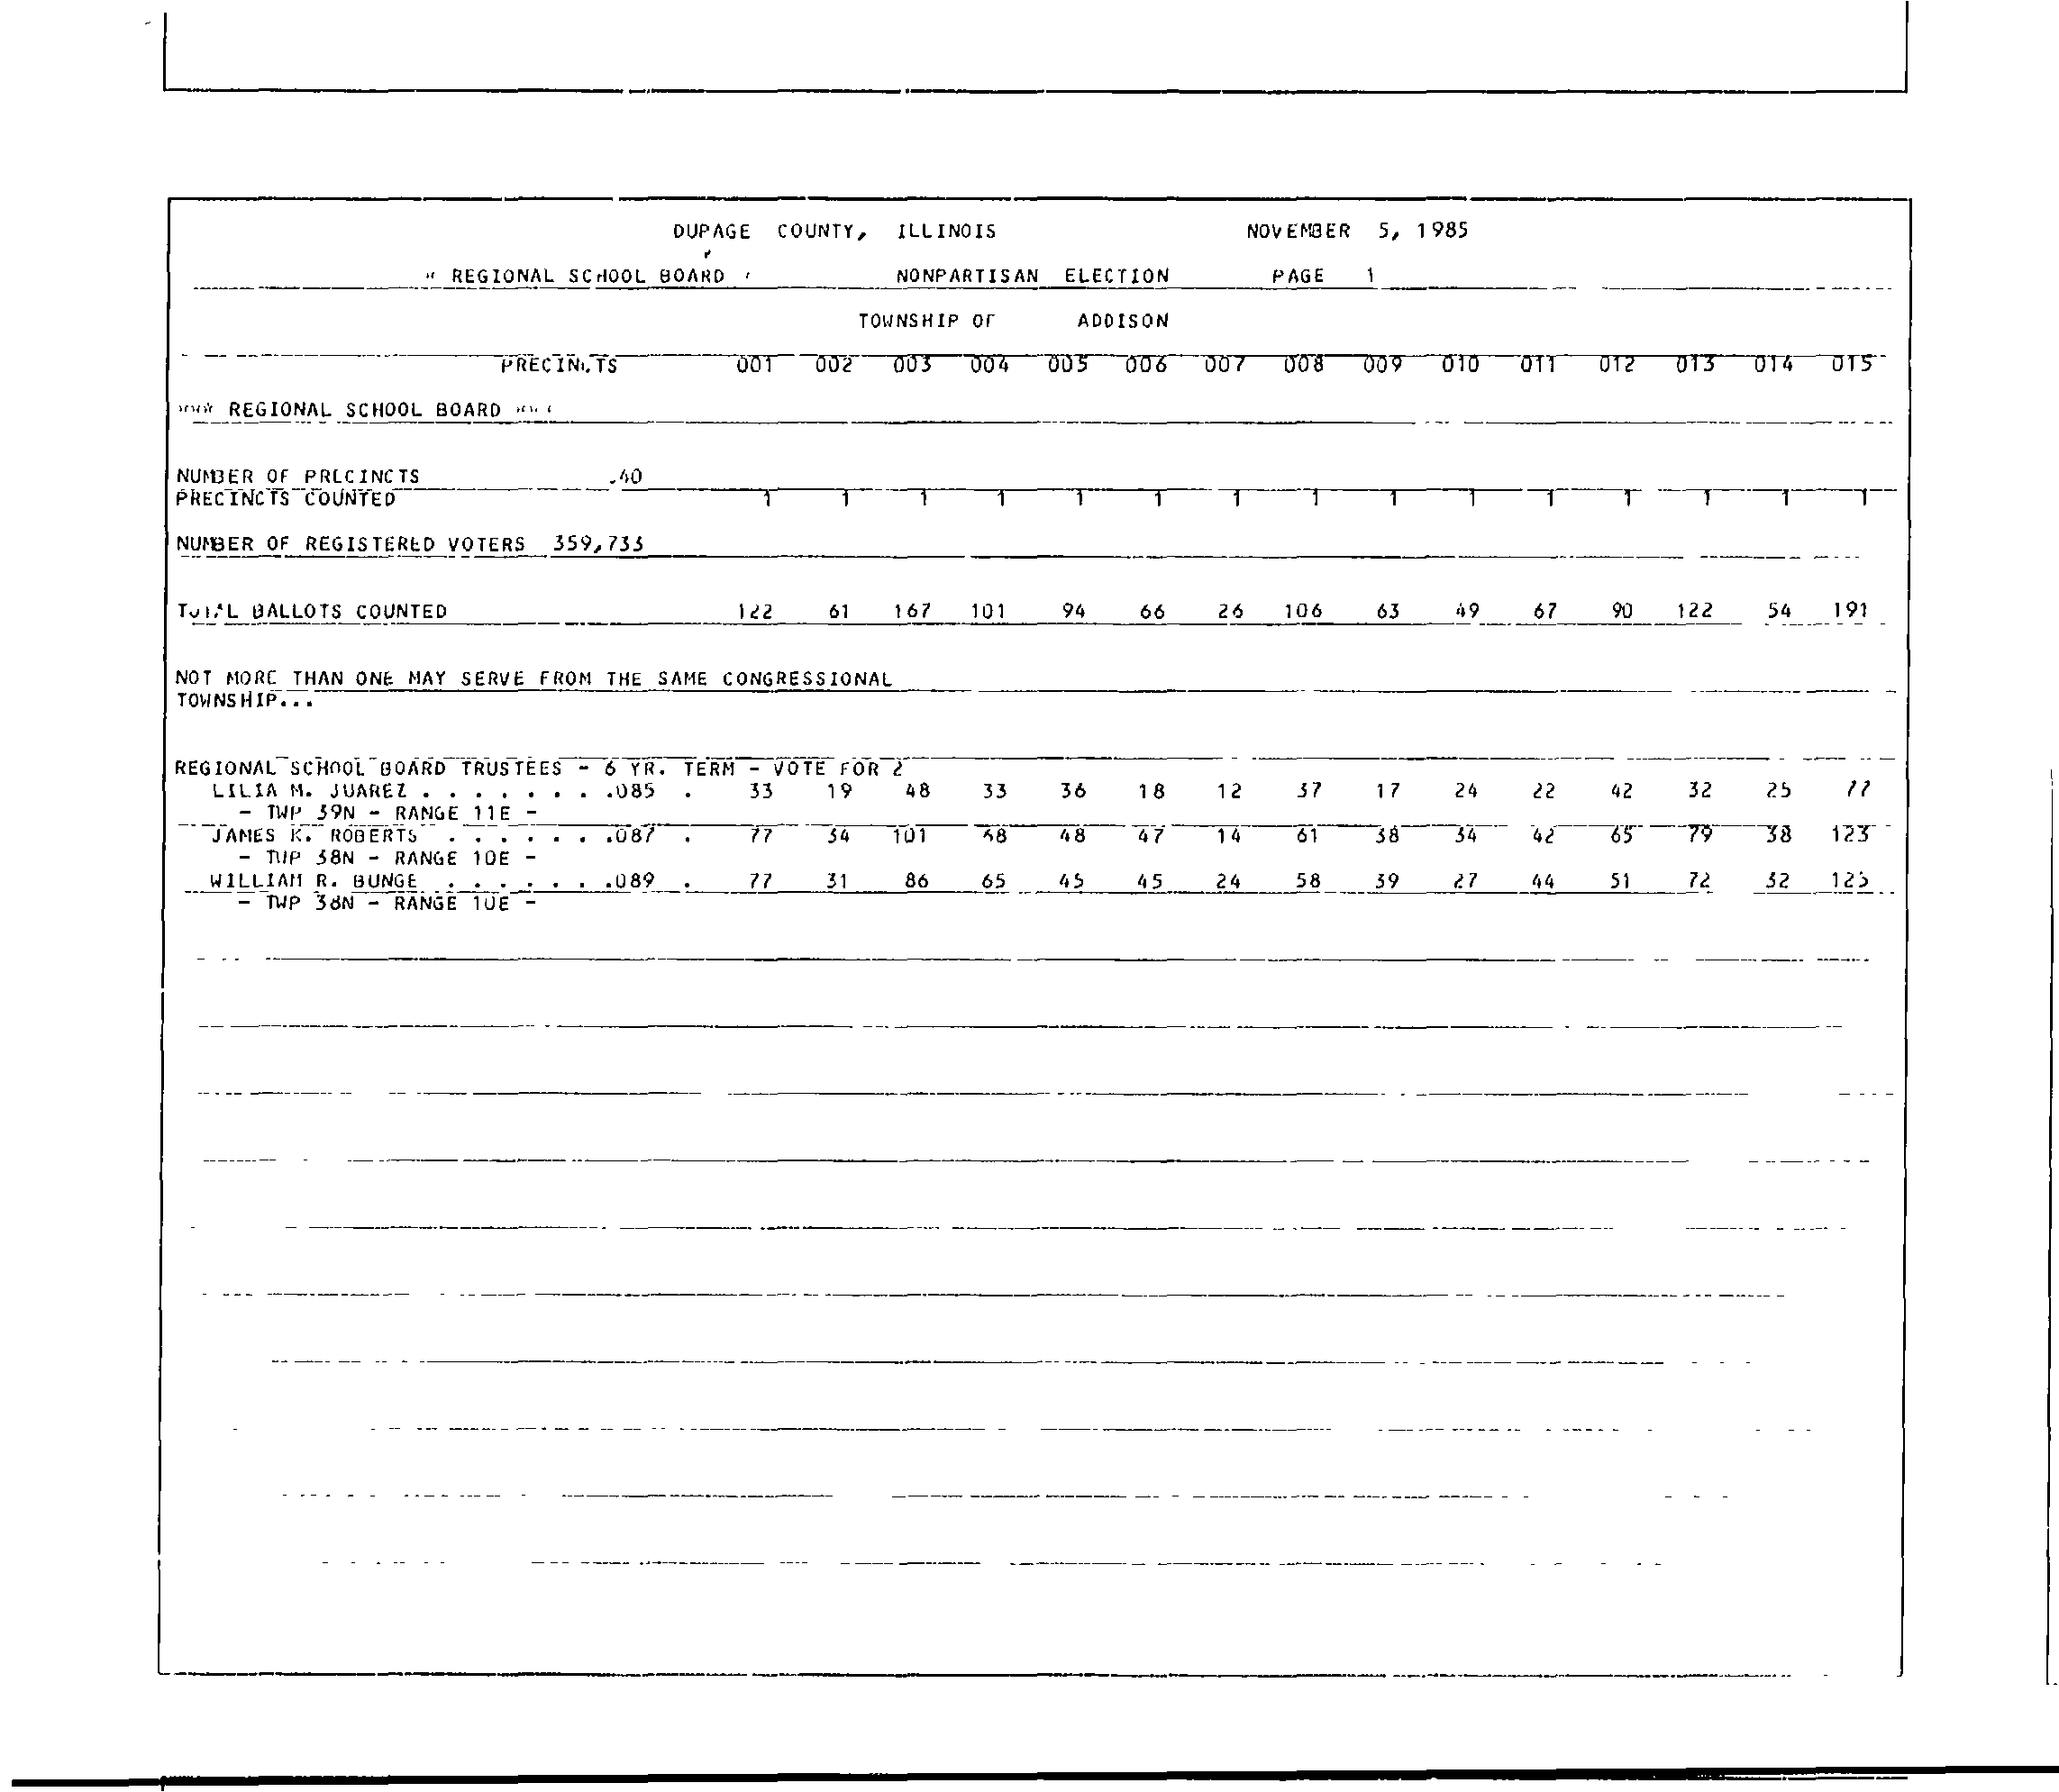 DUPAGE COUNTY, ILLINOIS NOVEMBER 5, 1985
REGIONAL SCHOOL BOARD NONPARTISAN ELECTION PAGE 1
TOWNSHIP OF ADDISON
PRECINCTS 001 002 003 004 005 006 007 008 009 010 011 012 013 014 015
REGIONAL SCHOOL BOARD
NUMBER OF PRECINCTS .40
PRECINCTS COUNTED 1 1 1 1 1 1 1 1 1 1 1 1 1 1 1
NUMBER OF REGISTERED VOTERS 359,733
TOTAL BALLOTS COUNTED 122 61 167 101 94 66 26 106 63 49 67 90 122 54 191
NOT MORE THAN ONE MAY SERVE FROM THE SAME CONGRESSIONAL
TOWNSHIP...
REGIONAL SCHOOL BOARD TRUSTEES - 6 YR. TERM - VOTE FOR 2
LILIA M. JUAREZ . . . . . . . .085 . 33 19 48 33 36 18 12 37 17 24 22 42 32 25 77
- TWP 39N - RANGE 11E -
JAMES K. ROBERTS . . . . . . .087 . 77 34 101 68 48 47 14 61 38 34 42 65 79 38 123
- TWP 38N - RANGE 10E -
WILLIAM R. BUNGE . . . . . . .089 . 77 31 86 65 45 45 24 58 39 27 44 51 72 32
- TWP 38N - RANGE 10E -